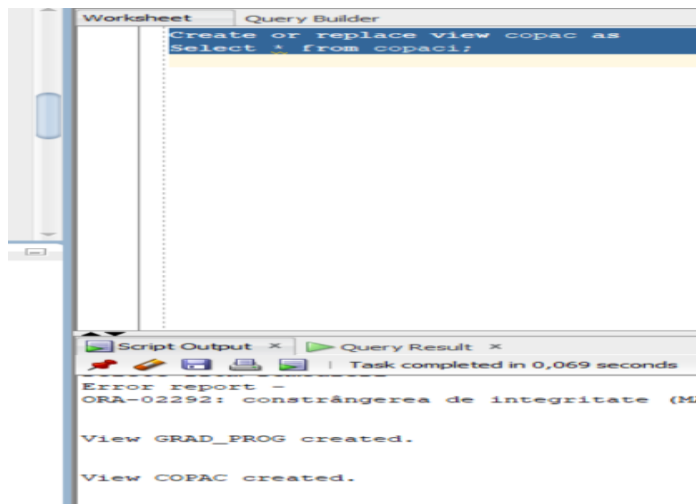 Worksheet Query Builder
Create or replace view copac as
Select * from copaci;
Script Output × Query Result ×
Task completed in 0,069 seconds
Error report -
ORA-02292: constrângerea de integritate
View GRAD_PROG created.
View COPAC created.